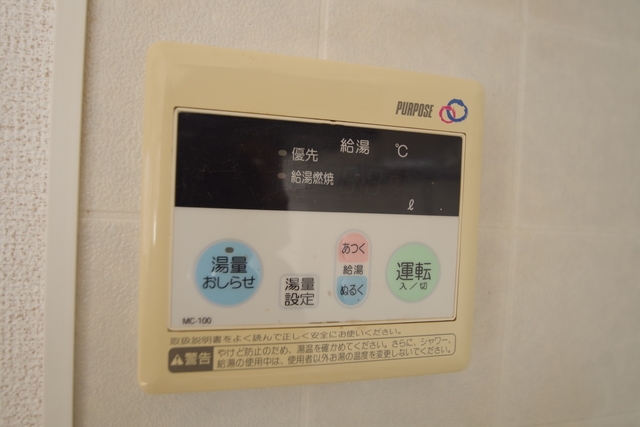 PURPOSE
給湯 ℃
優先
給湯燃焼
ℓ
湯量
おしらせ
湯量
設定
あつく
給湯
ぬるく
運転
入/切
MC-100
取扱説明書をよく読んで正しく安全にお使いください。
警告
やけど防止のため、湯温を確かめてください。さらに、シャワー、
給湯の使用中は、使用者以外お湯の温度を変更しないでください。